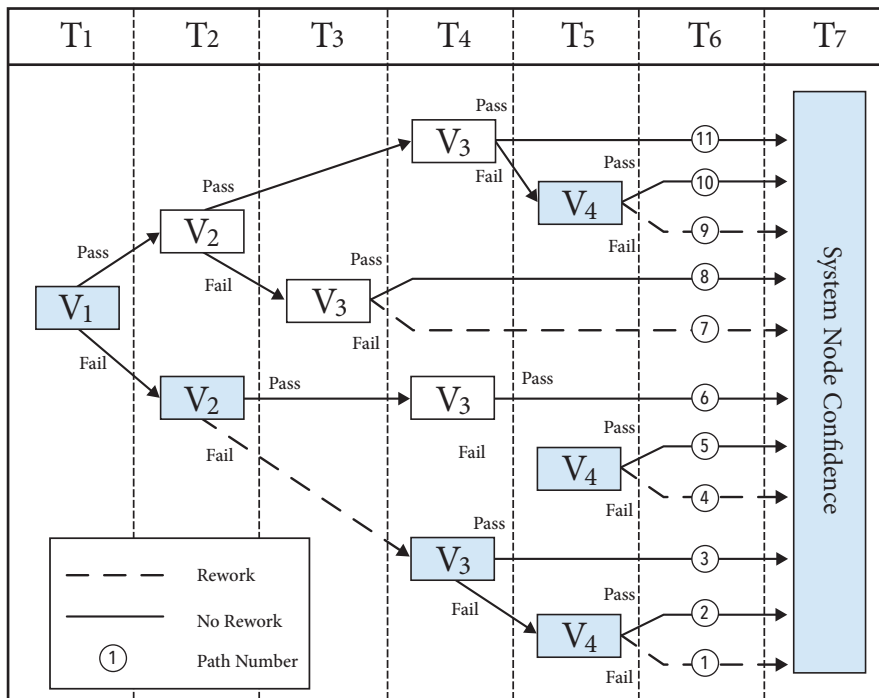 T1 T2 T3 T4 T5 T6 T7
Pass
V3
11
Fail
Pass
10
V4
Fail
9
Pass
V2
Pass
Fail
Pass
V3
8
Fail
7
V1
Fail
V2
Pass
V3
Pass
6
Fail
Fail
Pass
5
V4
Fail
4
Pass
V3
3
Fail
Pass
2
V4
Fail
1
System Node Confidence
Rework
No Rework
1 Path Number